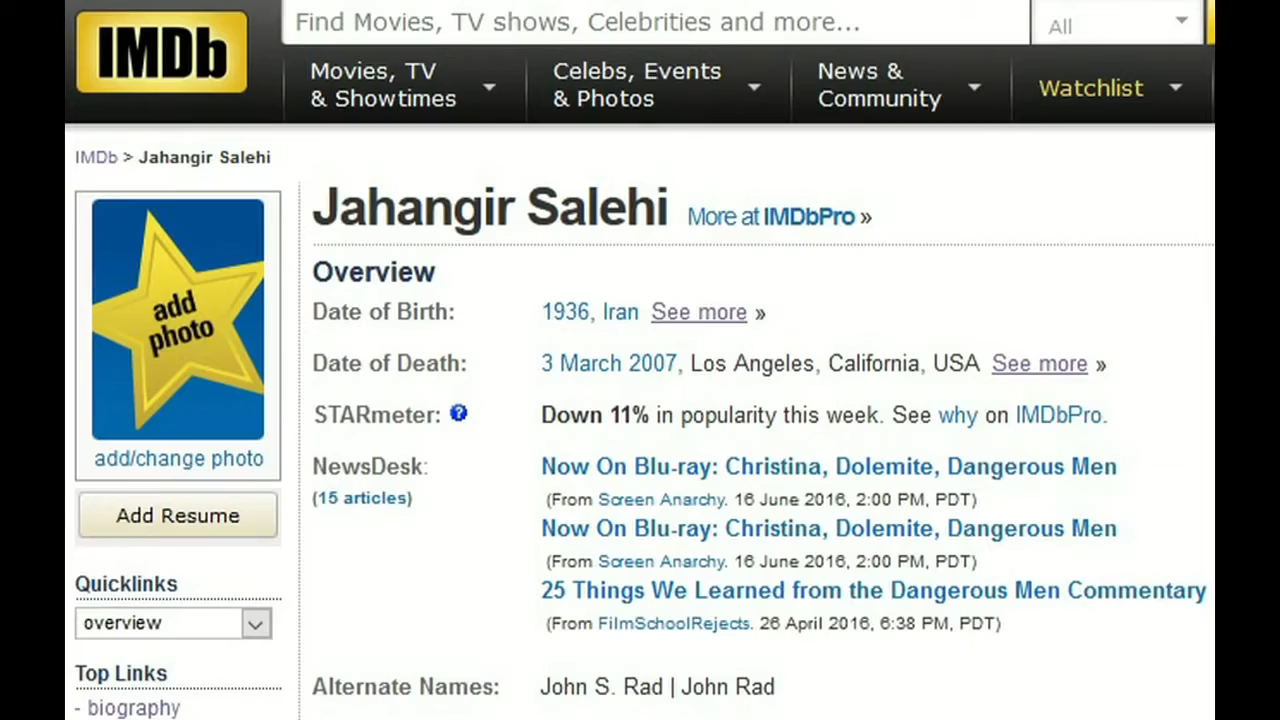 IMDb
Find Movies, TV shows, Celebrities and more...
All
Movies, TV
& Showtimes
Celebs, Events
& Photos
News &
Community
Watchlist
IMDb > Jahangir Salehi
add
photo
add/change photo
Add Resume
Quicklinks
overview
Top Links
- biography
Jahangir Salehi More at IMDbPro »
Overview
Date of Birth: 1936, Iran See more »
Date of Death: 3 March 2007, Los Angeles, California, USA See more »
STARmeter: ? Down 11% in popularity this week. See why on IMDbPro.
NewsDesk: Now On Blu-ray: Christina, Dolemite, Dangerous Men
(15 articles) (From Screen Anarchy. 16 June 2016, 2:00 PM, PDT)
Now On Blu-ray: Christina, Dolemite, Dangerous Men
(From Screen Anarchy. 16 June 2016, 2:00 PM, PDT)
25 Things We Learned from the Dangerous Men Commentary
(From FilmSchoolRejects. 26 April 2016, 6:38 PM, PDT)
Alternate Names: John S. Rad | John Rad